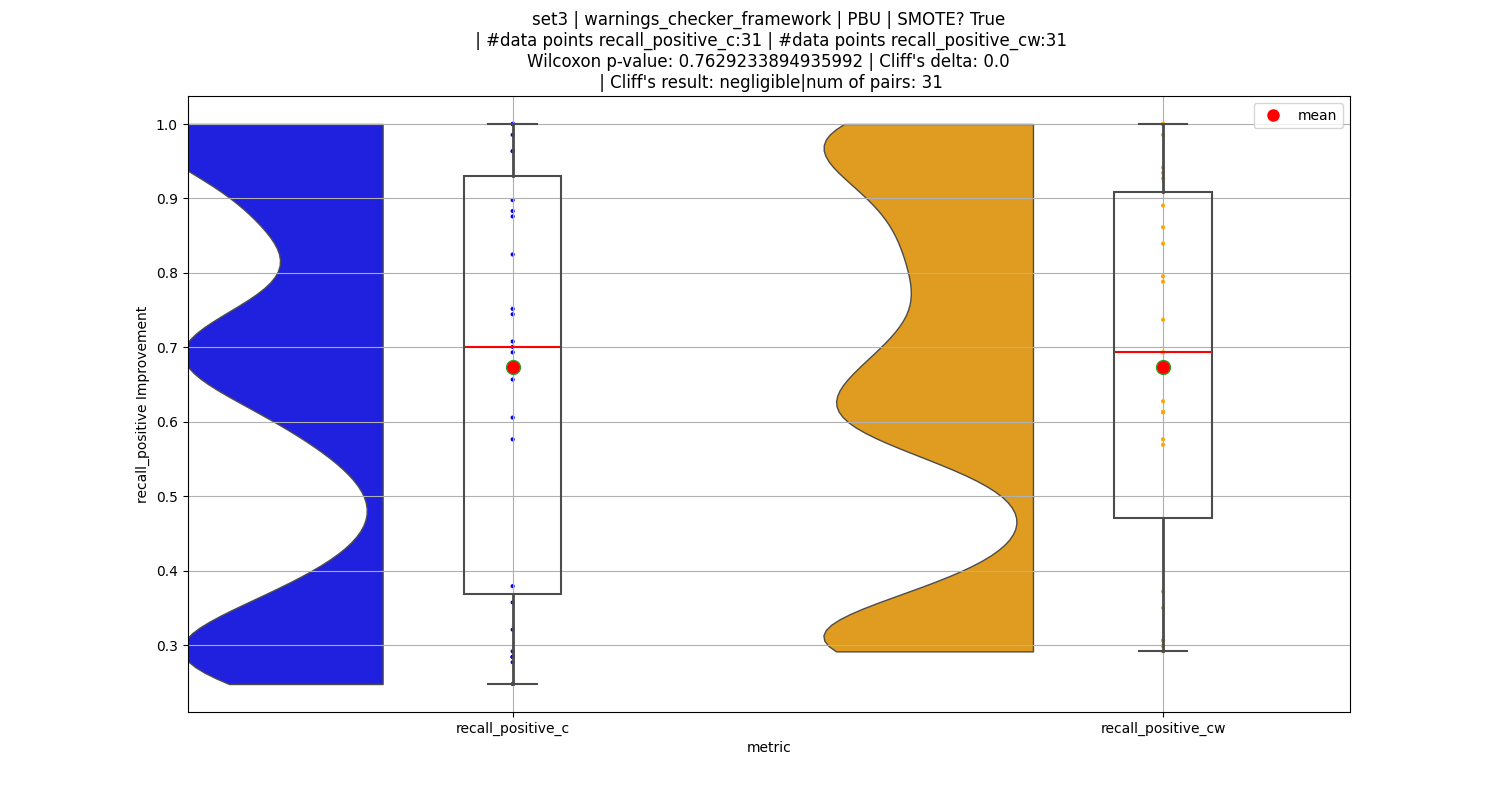 set3 | warnings_checker_framework | PBU | SMOTE? True
| #data points recall_positive_c:31 | #data points recall_positive_cw:31
Wilcoxon p-value: 0.7629233894935992 | Cliff's delta: 0.0
| Cliff's result: negligible|num of pairs: 31
mean
1.0
0.9
0.8
0.7
0.6
0.5
0.4
0.3
recall_positive Improvement
recall_positive_c
recall_positive_cw
metric